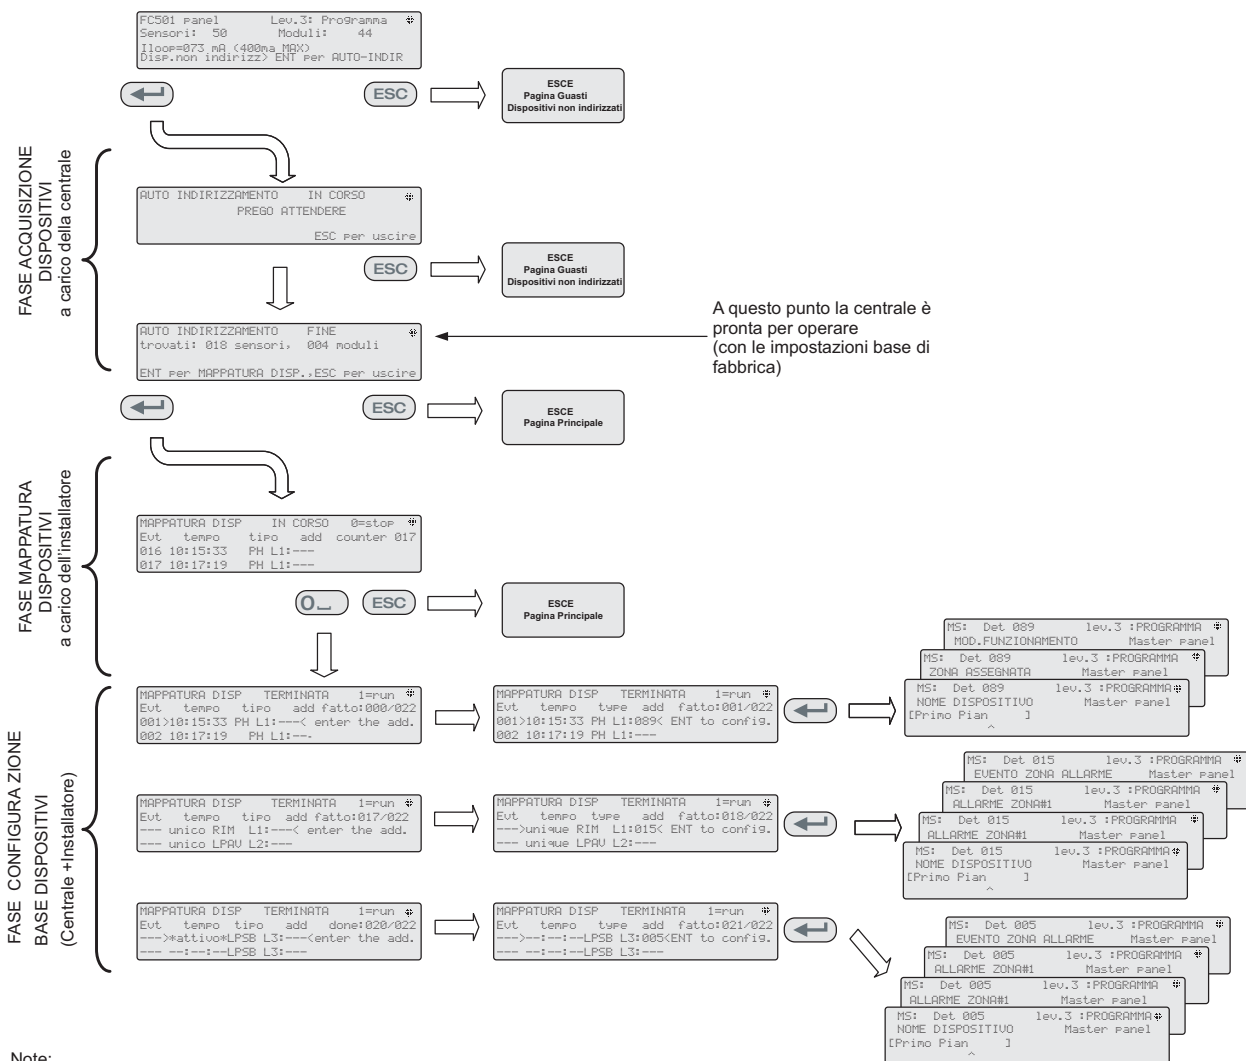 FC501 panel Lev.3: Programma
Sensori: 50 Moduli: 44
Iloop=073 mA (400ma MAX)
Disp.non indirizz> ENT per AUTO-INDIR
ESC
ESCE
Pagina Guasti
Dispositivi non indirizzati
FASE ACQUISIZIONE
DISPOSITIVI
a carico della centrale
AUTO INDIRIZZAMENTO IN CORSO
PREGO ATTENDERE
ESC per uscire
ESC
ESCE
Pagina Guasti
Dispositivi non indirizzati
AUTO INDIRIZZAMENTO FINE
trovati: 018 sensori, 004 moduli
ENT per MAPPATURA DISP.,ESC per uscire
A questo punto la centrale è
pronta per operare
(con le impostazioni base di
fabbrica)
ESC
ESCE
Pagina Principale
FASE MAPPATURA
DISPOSITIVI
a carico dell'installatore
MAPPATURA DISP IN CORSO 0=stop
Evt tempo tipo add counter 017
016 10:15:33 PH L1:---
017 10:17:19 PH L1:---
0
ESC
ESCE
Pagina Principale
FASE CONFIGURA ZIONE
BASE DISPOSITIVI
(Centrale +Installatore)
MAPPATURA DISP TERMINATA 1=run
Evt tempo tipo add fatto:000/022
001>10:15:33 PH L1:---< enter the add.
002 10:17:19 PH L1:--.
MAPPATURA DISP TERMINATA 1=run
Evt tempo type add fatto:001/022
001>10:15:33 PH L1:089< ENT to config.
002 10:17:19 PH L1:---
MS: Det 089 lev.3 :PROGRAMMA
MOD.FUNZIONAMENTO Master panel
MS: Det 089 lev.3 :PROGRAMMA
ZONA ASSEGNATA Master panel
MS: Det 089 lev.3 :PROGRAMMA
NOME DISPOSITIVO Master panel
[Primo Pian ]
^
MAPPATURA DISP TERMINATA 1=run
Evt tempo tipo add fatto:017/022
--- unico RIM L1:---< enter the add.
--- unico LPAV L2:---
MAPPATURA DISP TERMINATA 1=run
Evt tempo type add fatto:018/022
--->unique RIM L1:015< ENT to config.
--- unique LPAV L2:---
MS: Det 015 lev.3 :PROGRAMMA
EVENTO ZONA ALLARME Master panel
MS: Det 015 lev.3 :PROGRAMMA
ALLARME ZONA#1 Master panel
MS: Det 015 lev.3 :PROGRAMMA
ALLARME ZONA#1 Master panel
MS: Det 015 lev.3 :PROGRAMMA
NOME DISPOSITIVO Master panel
[Primo Pian ]
^
MAPPATURA DISP TERMINATA 1=run
Evt tempo tipo add done:020/022
--->*attivo*LPSB L3:---<enter the add.
--- --:--:--LPSB L3:---
MAPPATURA DISP TERMINATA 1=run
Evt tempo type add fatto:021/022
--->--:--:--LPSB L3:005<ENT to config.
--- --:--:--LPSB L3:---
MS: Det 005 lev.3 :PROGRAMMA
EVENTO ZONA ALLARME Master panel
MS: Det 005 lev.3 :PROGRAMMA
ALLARME ZONA#1 Master panel
MS: Det 005 lev.3 :PROGRAMMA
ALLARME ZONA#1 Master panel
MS: Det 005 lev.3 :PROGRAMMA
NOME DISPOSITIVO Master panel
[Primo Pian ]
^
Note: